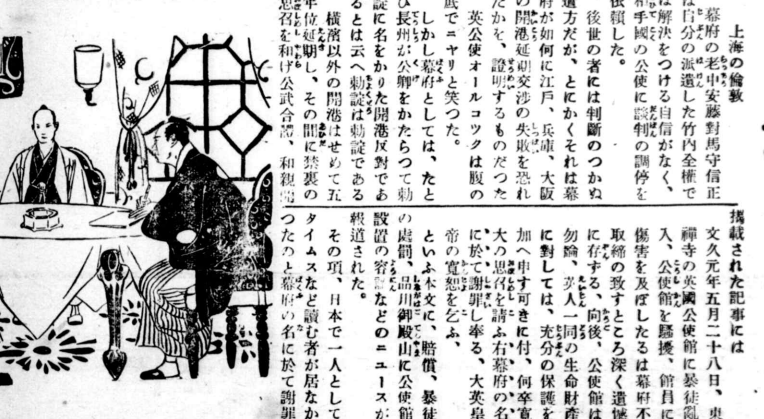 上海の倫敦
幕府の老中安藤對馬守信正
は自分の派遣した竹内全權で
は解決をつける自信がなく、
相手國の公使に談判の調停を
依頼した。
後世の者には判斷のつかぬ
遣方だが、とにかくそれは幕
府が如何に江戸、兵庫、大阪
の開港延期交渉の失敗を恐れ
たかを、證明するものだつた
英公使オールコツクは腹の
底でニヤリと笑つた。
しかし幕府としては、たと
ひ長州が公卿をかたらつて勅
諚に名をかりた開港反對であ
るとは云へ勅諚は勅諚である
横濱以外の開港はせめて五
年位延期し、その間に禁裏の
思召を和げ公武合體、和親開
掲載された記事には
文久元年五月二十八日、東
禪寺の英國公使館に暴徒亂
入、公使館を騷擾、館員に
傷害を及ぼしたるは幕府不
取締の致すところ深く遺憾
に存ずる、向後、公使館は
勿論、英人一同の生命財産
に對しては、充分の保護を
加へ申す可きに付、何卒寛
大の思召を請ふ右幕府の名
に於て謝罪し奉る、大英皇
帝の寛恕を乞ふ、
といふ本文に、賠償、暴徒
の處罰、品川御殿山に公使館
設置の容認などのニユースが
報道された。
その頃、日本で一人として
タイムスなど讀む者が居なか
つたのと幕府の名に於て謝罪